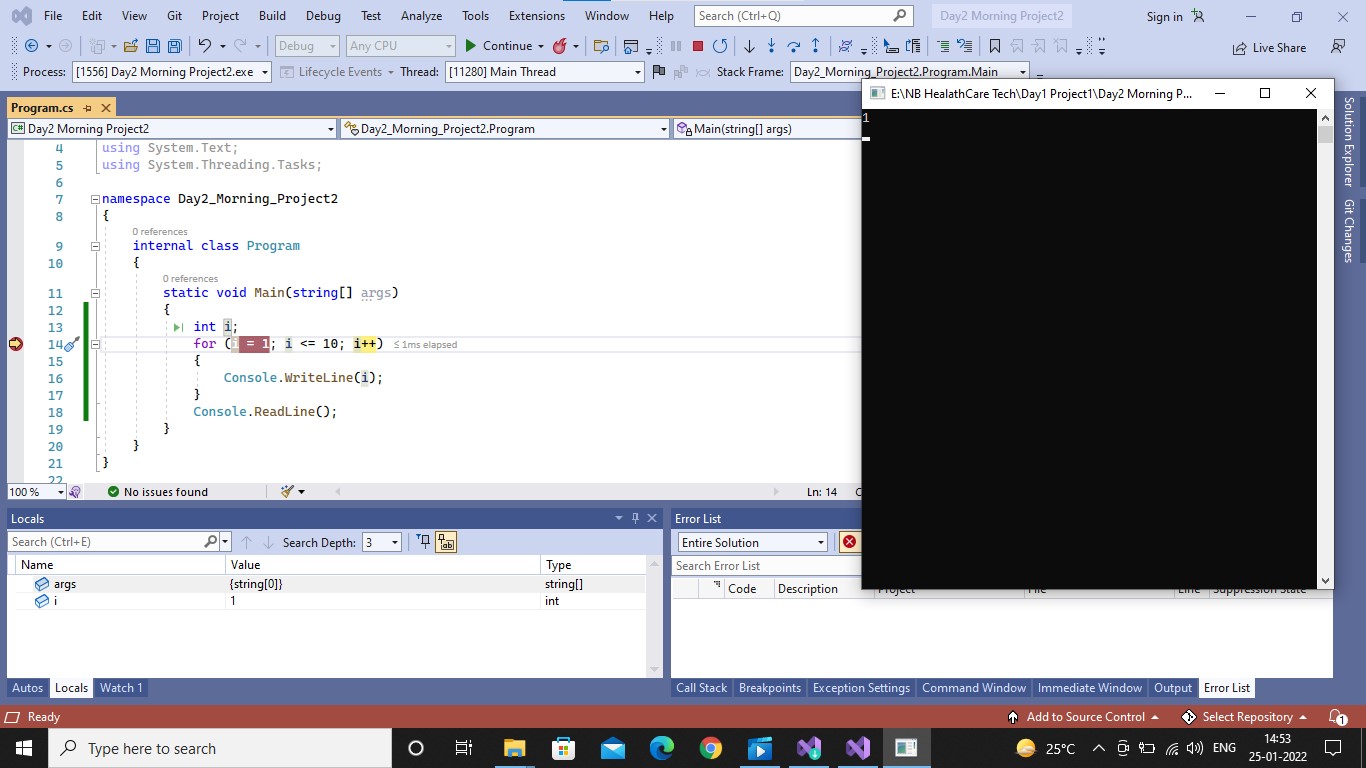 File Edit View Git Project Build Debug Test Analyze Tools Extensions Window Help Search (Ctrl+Q) Day2 Morning Project2 Sign in
Debug Any CPU Continue Live Share
Process: [1556] Day2 Morning Project2.exe Lifecycle Events Thread: [11280] Main Thread Stack Frame: Day2_Morning_Project2.Program.Main
E:\NB HealathCare Tech\Day1 Project1\Day2 Morning P...
Program.cs
Day2 Morning Project2 Day2_Morning_Project2.Program Main(string[] args)
1
4 using System.Text;
5 using System.Threading.Tasks;
6
7 namespace Day2_Morning_Project2
8 {
0 references
9 internal class Program
10 {
0 references
11 static void Main(string[] args)
12 {
13 int i;
14 for (i = 1; i <= 10; i++) ≤ 1ms elapsed
15 {
16 Console.WriteLine(i);
17 }
18 Console.ReadLine();
19 }
20 }
21 }
22
100 % No issues found Ln: 14
Solution Explorer
Git Changes
Locals
Search (Ctrl+E) Search Depth: 3
Name Value Type
args {string[0]} string[]
i 1 int
Autos Locals Watch 1
Error List
Entire Solution
Search Error List
Code Description Project File Line Suppression State
Call Stack Breakpoints Exception Settings Command Window Immediate Window Output Error List
Ready Add to Source Control Select Repository 1
Type here to search 25°C ENG 14:53
25-01-2022